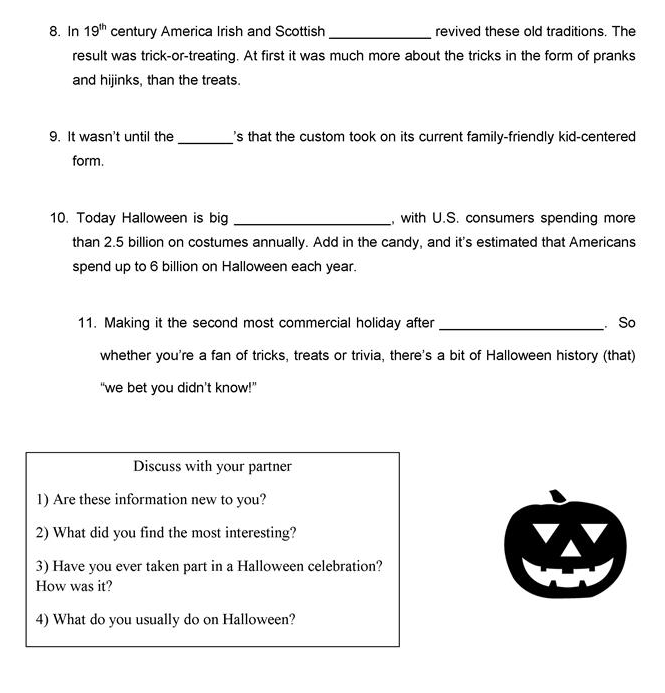 8. In 19th century America Irish and Scottish ______________ revived these old traditions. The
result was trick-or-treating. At first it was much more about the tricks in the form of pranks
and hijinks, than the treats.
9. It wasn't until the ________'s that the custom took on its current family-friendly kid-centered
form.
10. Today Halloween is big ______________________, with U.S. consumers spending more
than 2.5 billion on costumes annually. Add in the candy, and it's estimated that Americans
spend up to 6 billion on Halloween each year.
11. Making it the second most commercial holiday after _______________________. So
whether you're a fan of tricks, treats or trivia, there's a bit of Halloween history (that)
"we bet you didn't know!"
Discuss with your partner
1) Are these information new to you?
2) What did you find the most interesting?
3) Have you ever taken part in a Halloween celebration?
How was it?
4) What do you usually do on Halloween?